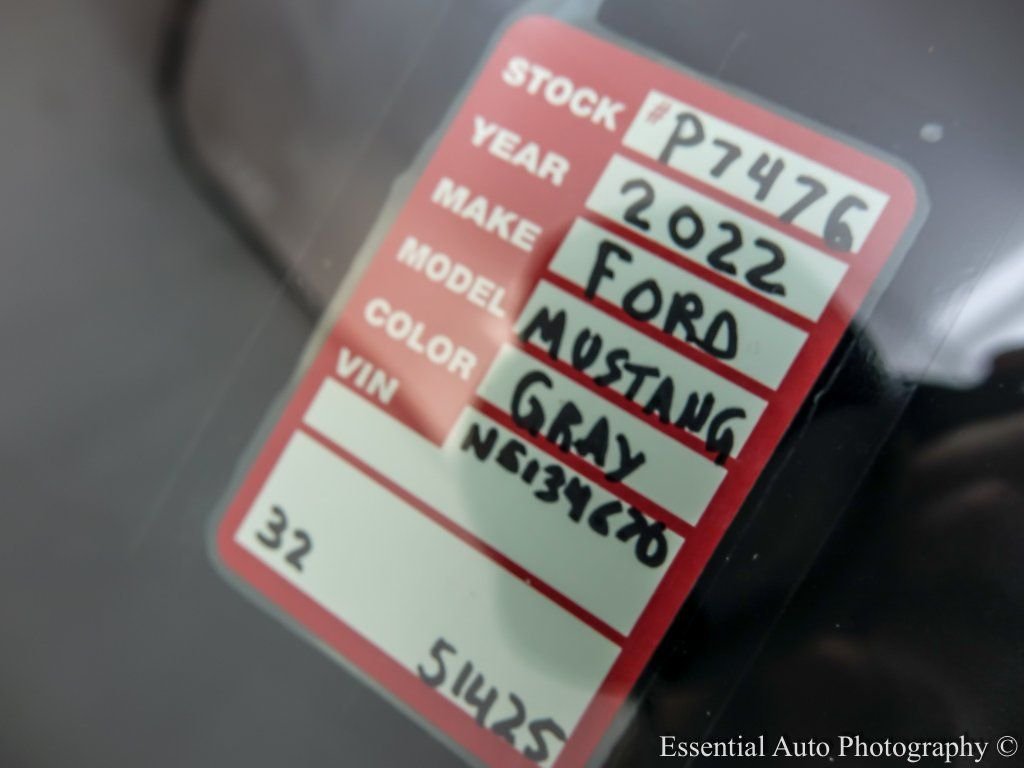 STOCK #P7476
YEAR 2022
MAKE FORD
MODEL MUSTANG
COLOR GRAY
VIN N5134670
32
51425
Essential Auto Photography ©